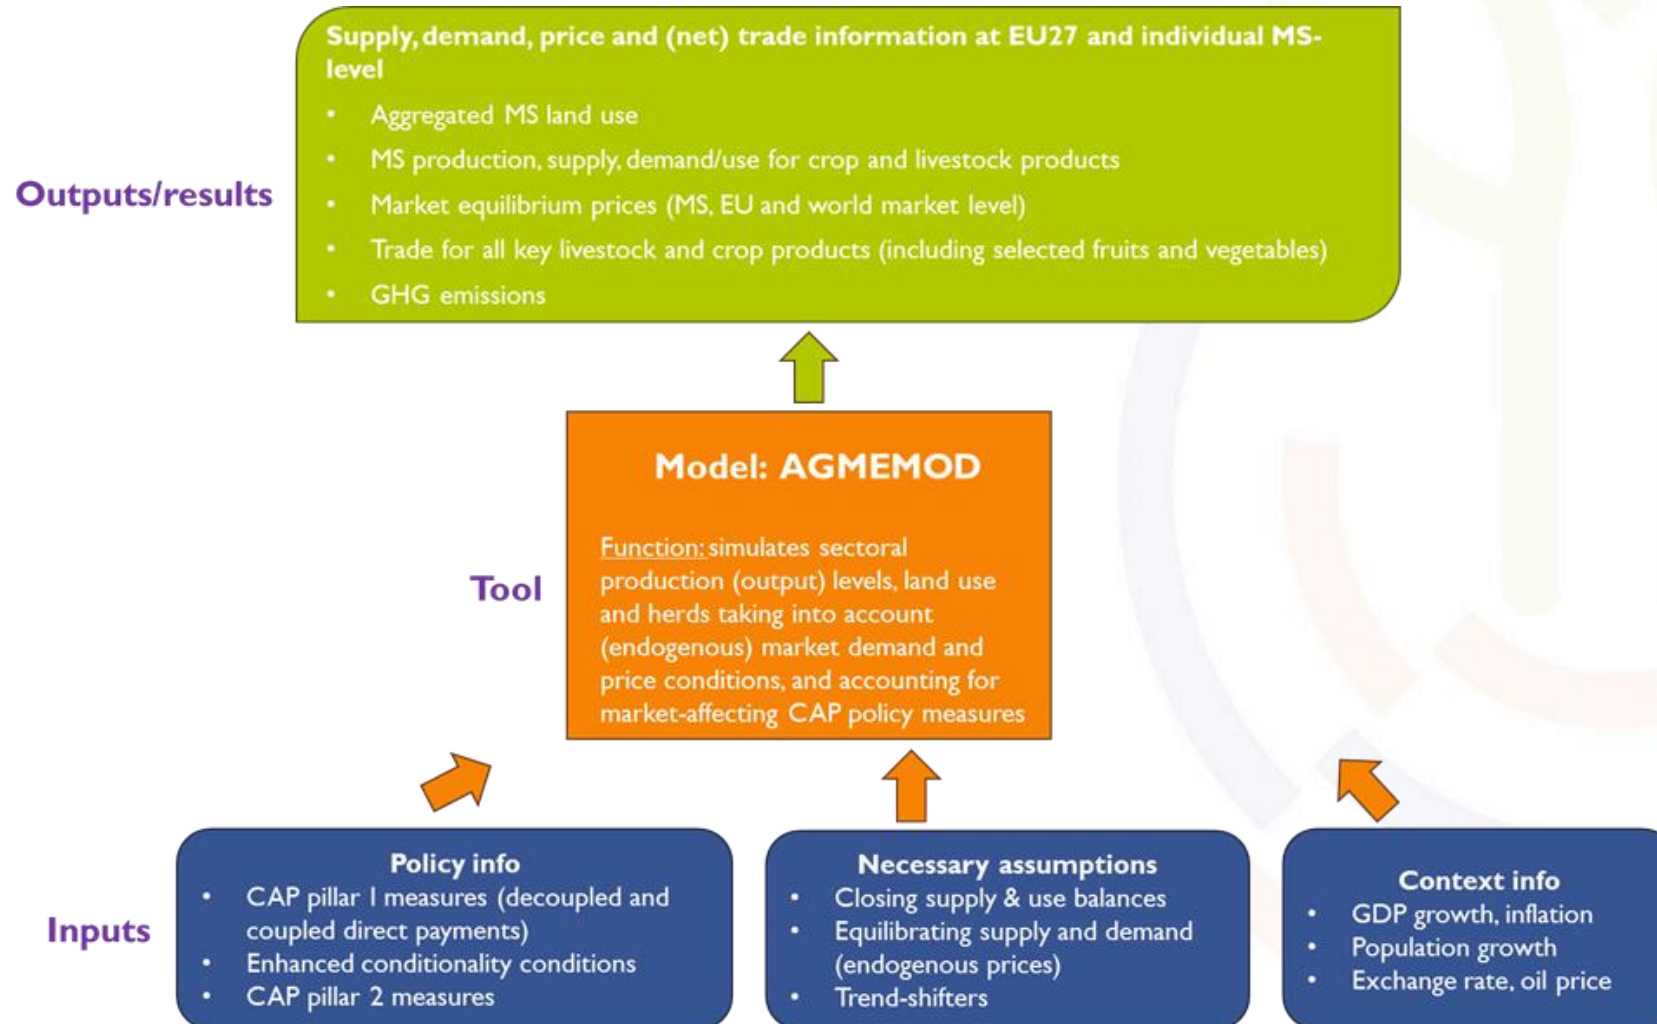 Supply, demand, price and (net) trade information at EU27 and individual MS-
level
• Aggregated MS land use
• MS production, supply, demand/use for crop and livestock products
Outputs/results
• Market equilibrium prices (MS, EU and world market level)
• Trade for all key livestock and crop products (including selected fruits and vegetables)
• GHG emissions
Model: AGMEMOD
Function: simulates sectoral
production (output) levels, land use
and herds taking into account
(endogenous) market demand and
price conditions, and accounting for
market-affecting CAP policy measures
Tool
Inputs
Policy info
• CAP pillar I measures (decoupled and
coupled direct payments)
• Enhanced conditionality conditions
• CAP pillar 2 measures
Necessary assumptions
• Closing supply & use balances
• Equilibrating supply and demand
(endogenous prices)
• Trend-shifters
Context info
• GDP growth, inflation
• Population growth
• Exchange rate, oil price